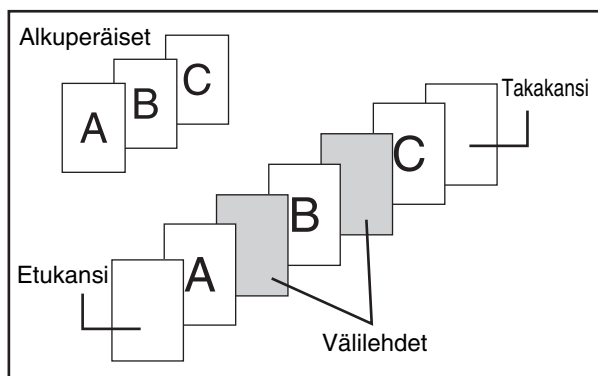 Alkuperäiset
A
B
C
Takakansi
Etukansi
A
B
C
Välilehdet